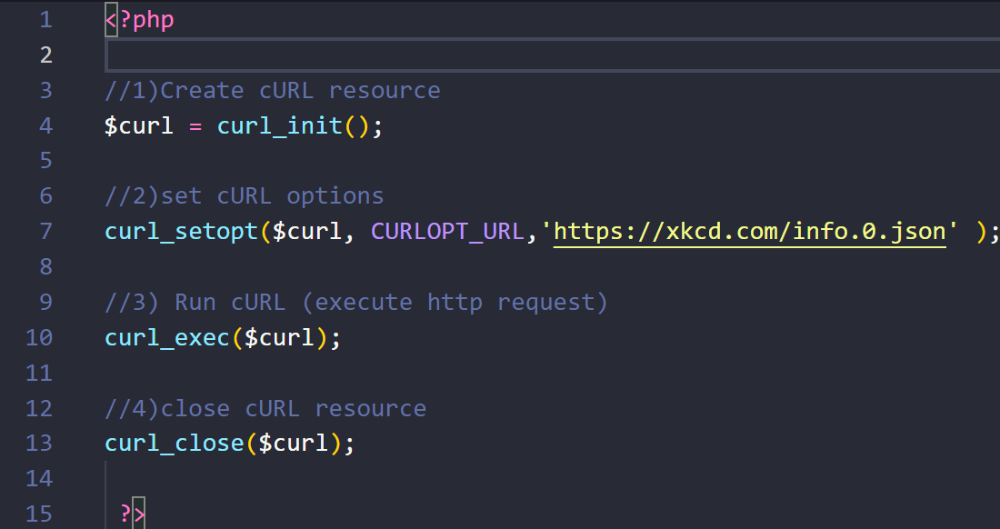 1 <?php
2
3 //1)Create cURL resource
4 $curl = curl_init();
5
6 //2)set cURL options
7 curl_setopt($curl, CURLOPT_URL,'https://xkcd.com/info.0.json' );
8
9 //3) Run cURL (execute http request)
10 curl_exec($curl);
11
12 //4)close cURL resource
13 curl_close($curl);
14
15 ?>